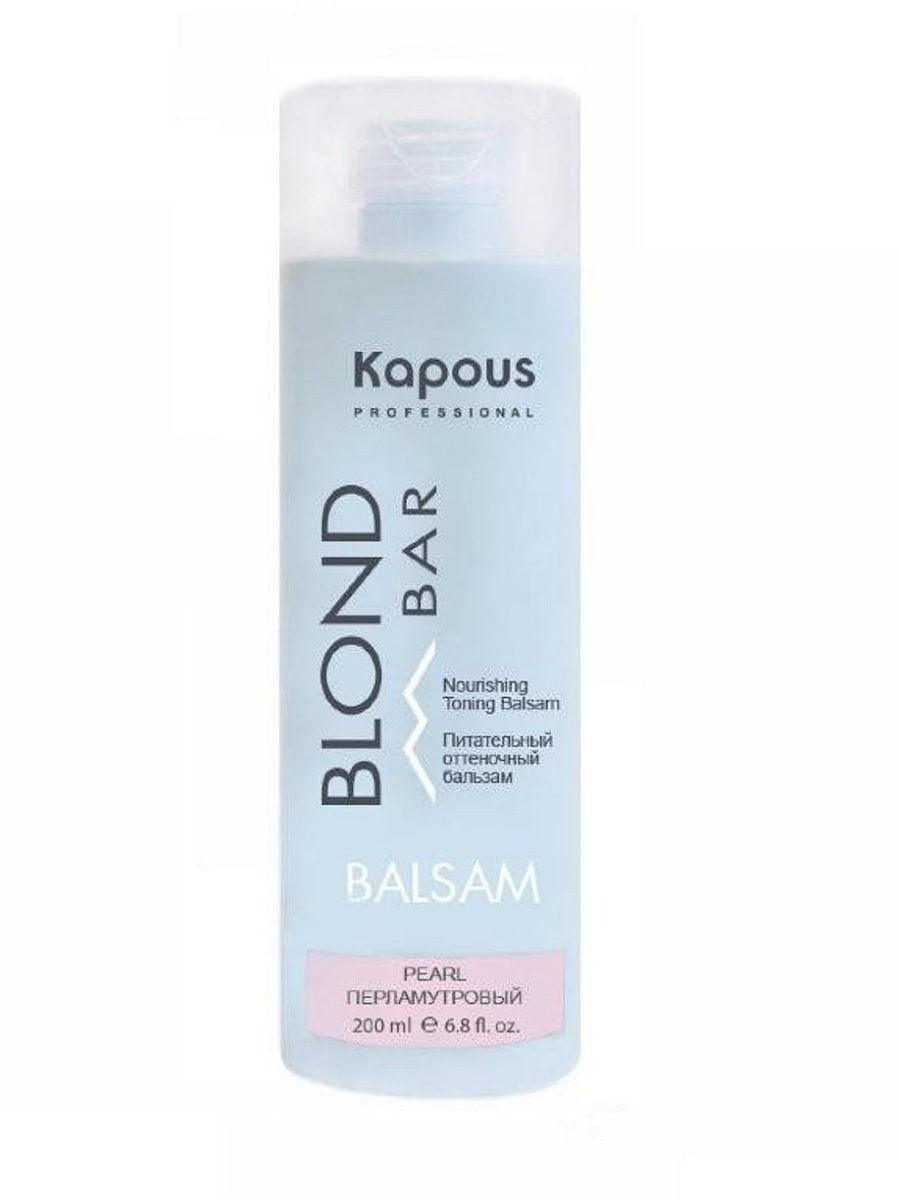 Kapous
PROFESSIONAL
BLOND
BAR
Nourishing
Toning Balsam
Питательный
оттеночный
бальзам
BALSAM
PEARL
ПЕРЛАМУТРОВЫЙ
200 ml ℮ 6.8 fl. oz.